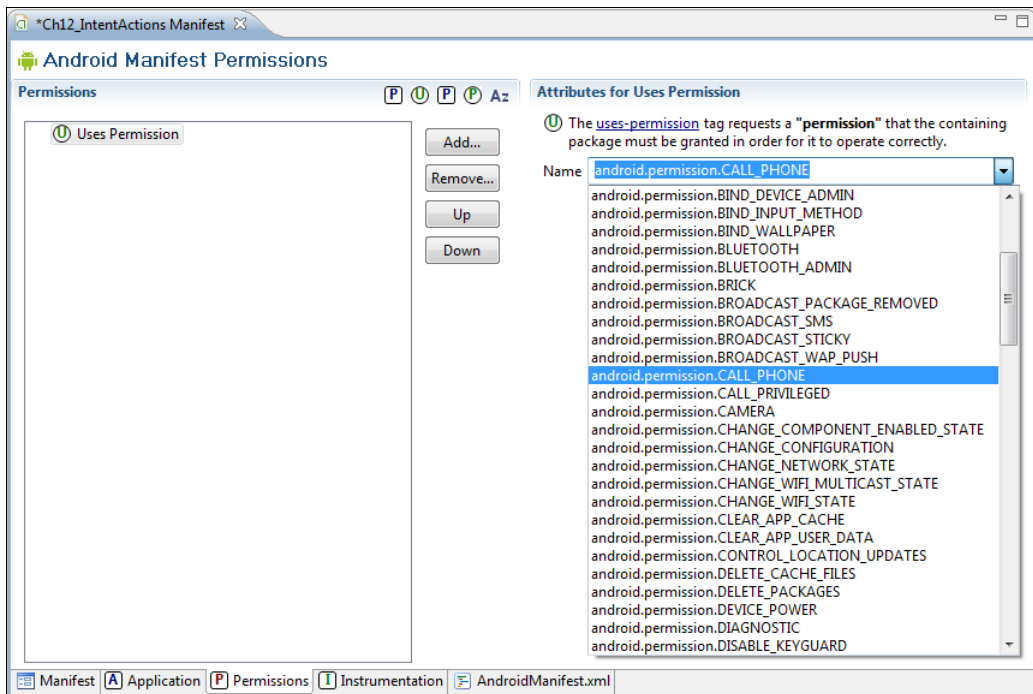 *Ch12_IntentActions Manifest
Android Manifest Permissions
Permissions
P U P P Az
U Uses Permission
Add...
Remove...
Up
Down
Attributes for Uses Permission
U The uses-permission tag requests a "permission" that the containing
package must be granted in order for it to operate correctly.
Name android.permission.CALL_PHONE
android.permission.BIND_DEVICE_ADMIN
android.permission.BIND_INPUT_METHOD
android.permission.BIND_WALLPAPER
android.permission.BLUETOOTH
android.permission.BLUETOOTH_ADMIN
android.permission.BRICK
android.permission.BROADCAST_PACKAGE_REMOVED
android.permission.BROADCAST_SMS
android.permission.BROADCAST_STICKY
android.permission.BROADCAST_WAP_PUSH
android.permission.CALL_PHONE
android.permission.CALL_PRIVILEGED
android.permission.CAMERA
android.permission.CHANGE_COMPONENT_ENABLED_STATE
android.permission.CHANGE_CONFIGURATION
android.permission.CHANGE_NETWORK_STATE
android.permission.CHANGE_WIFI_MULTICAST_STATE
android.permission.CHANGE_WIFI_STATE
android.permission.CLEAR_APP_CACHE
android.permission.CLEAR_APP_USER_DATA
android.permission.CONTROL_LOCATION_UPDATES
android.permission.DELETE_CACHE_FILES
android.permission.DELETE_PACKAGES
android.permission.DEVICE_POWER
android.permission.DIAGNOSTIC
android.permission.DISABLE_KEYGUARD
Manifest A Application P Permissions I Instrumentation AndroidManifest.xml